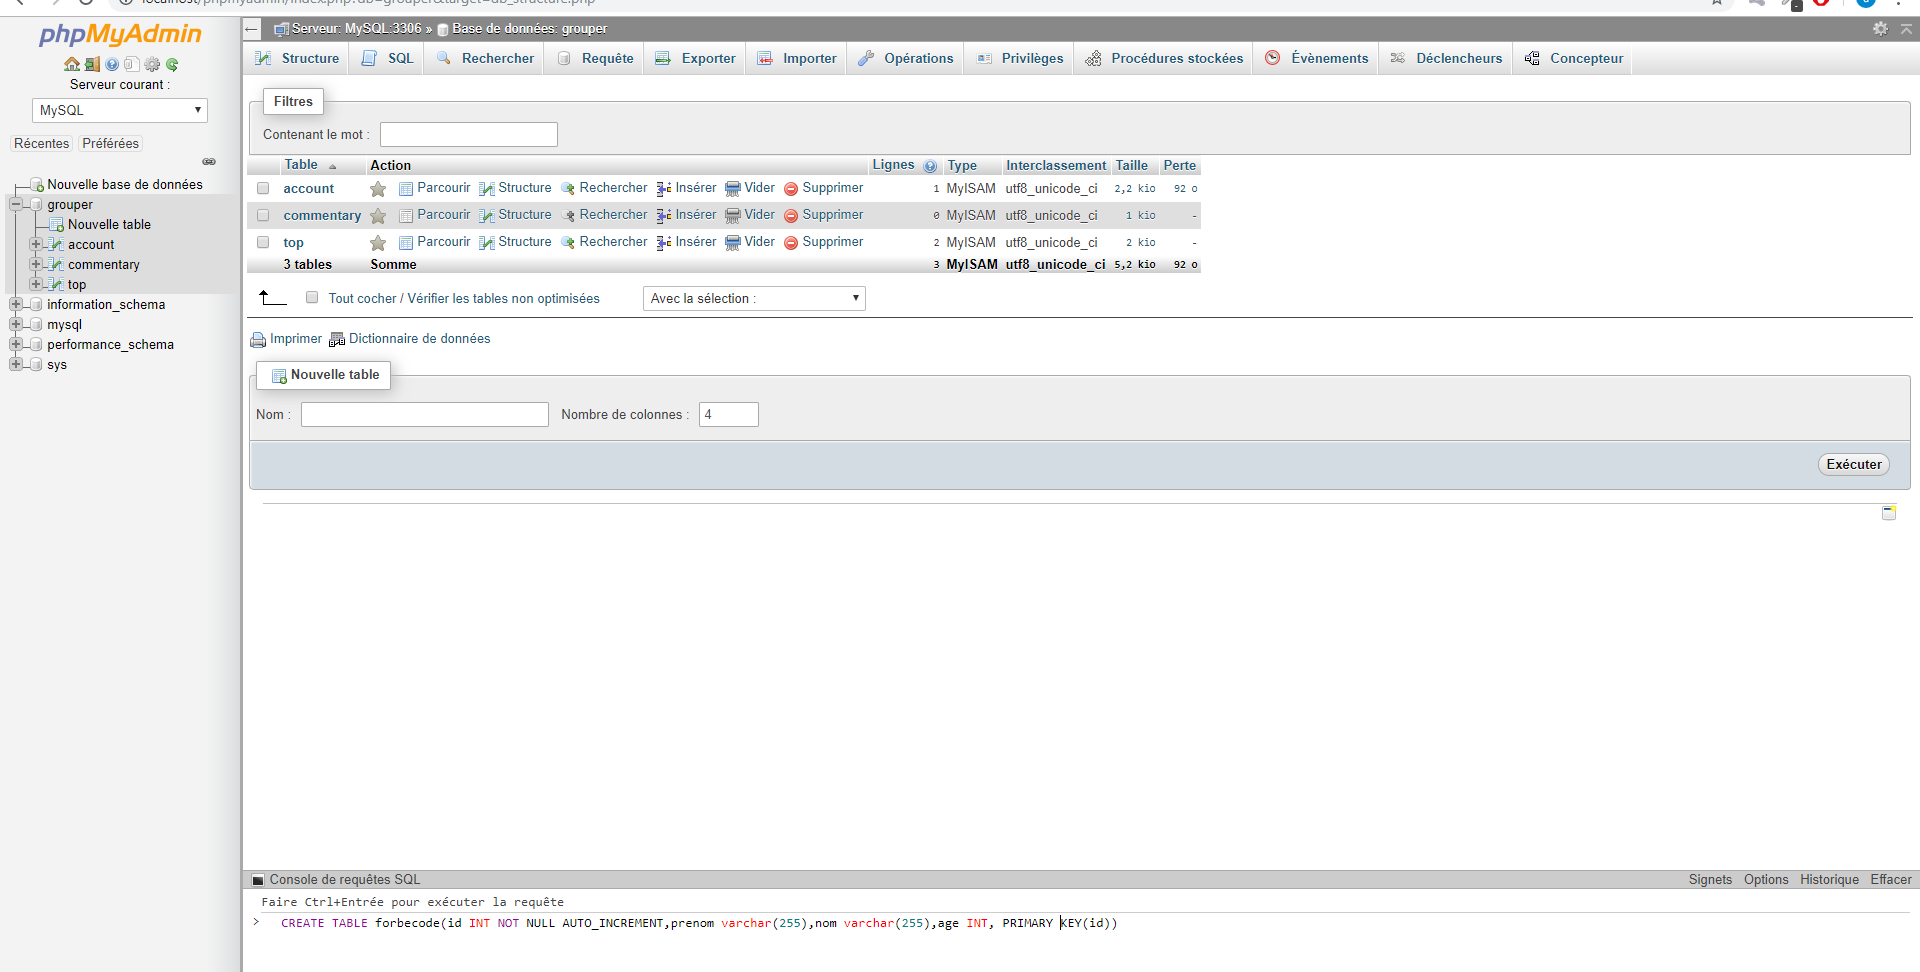 localhost/phpmyadmin/index.php?db=grouper&target=db_structure.php
phpMyAdmin
Serveur courant :
MySQL
Récentes Préférées
Nouvelle base de données
grouper
Nouvelle table
account
commentary
top
information_schema
mysql
performance_schema
sys
Serveur: MySQL:3306 » Base de données: grouper
Structure SQL Rechercher Requête Exporter Importer Opérations Privilèges Procédures stockées Évènements Déclencheurs Concepteur
Filtres
Contenant le mot :
Table Action Lignes Type Interclassement Taille Perte
account Parcourir Structure Rechercher Insérer Vider Supprimer 1 MyISAM utf8_unicode_ci 2,2 kio 92 o
commentary Parcourir Structure Rechercher Insérer Vider Supprimer 0 MyISAM utf8_unicode_ci 1 kio -
top Parcourir Structure Rechercher Insérer Vider Supprimer 2 MyISAM utf8_unicode_ci 2 kio -
3 tables Somme 3 MyISAM utf8_unicode_ci 5,2 kio 92 o
Tout cocher / Vérifier les tables non optimisées Avec la sélection :
Imprimer Dictionnaire de données
Nouvelle table
Nom : Nombre de colonnes : 4
Exécuter
Console de requêtes SQL Signets Options Historique Effacer
Faire Ctrl+Entrée pour exécuter la requête
> CREATE TABLE forbecode(id INT NOT NULL AUTO_INCREMENT,prenom varchar(255),nom varchar(255),age INT, PRIMARY KEY(id))